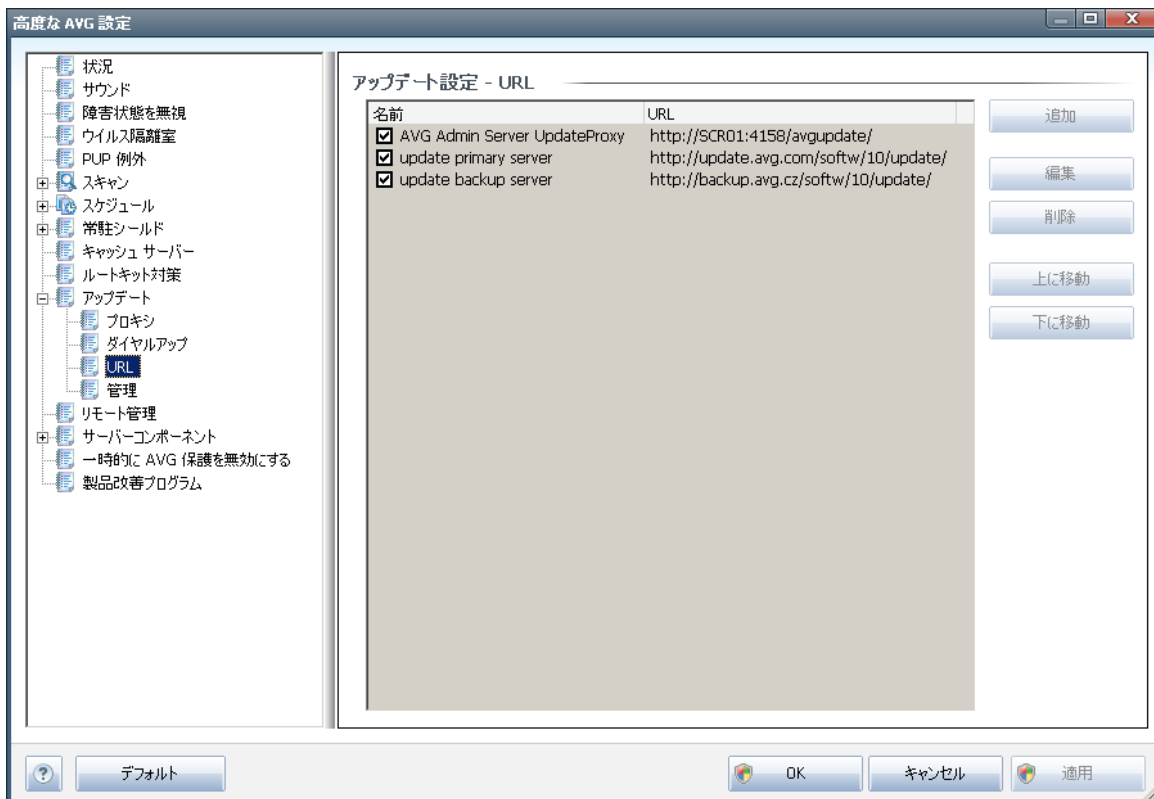 高度な AVG 設定
状況
サウンド
障害状態を無視
ウイルス隔離室
PUP 例外
スキャン
スケジュール
常駐シールド
キャッシュ サーバー
ルートキット対策
アップデート
プロキシ
ダイヤルアップ
URL
管理
リモート管理
サーバーコンポーネント
一時的に AVG 保護を無効にする
製品改善プログラム
アップデート設定 - URL
名前 URL
AVG Admin Server UpdateProxy http://SCR01:4158/avgupdate/
update primary server http://update.avg.com/softw/10/update/
update backup server http://backup.avg.cz/softw/10/update/
追加
編集
削除
上に移動
下に移動
? デフォルト OK キャンセル 適用